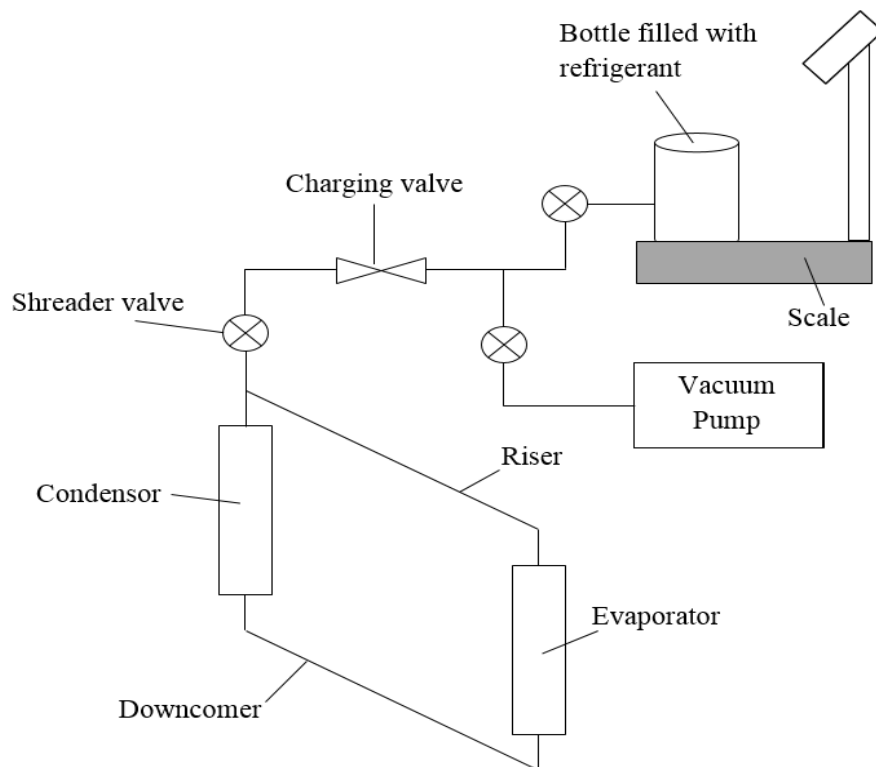 Bottle filled with
refrigerant
Charging valve
Shreader valve
Scale
Vacuum
Pump
Riser
Condensor
Evaporator
Downcomer